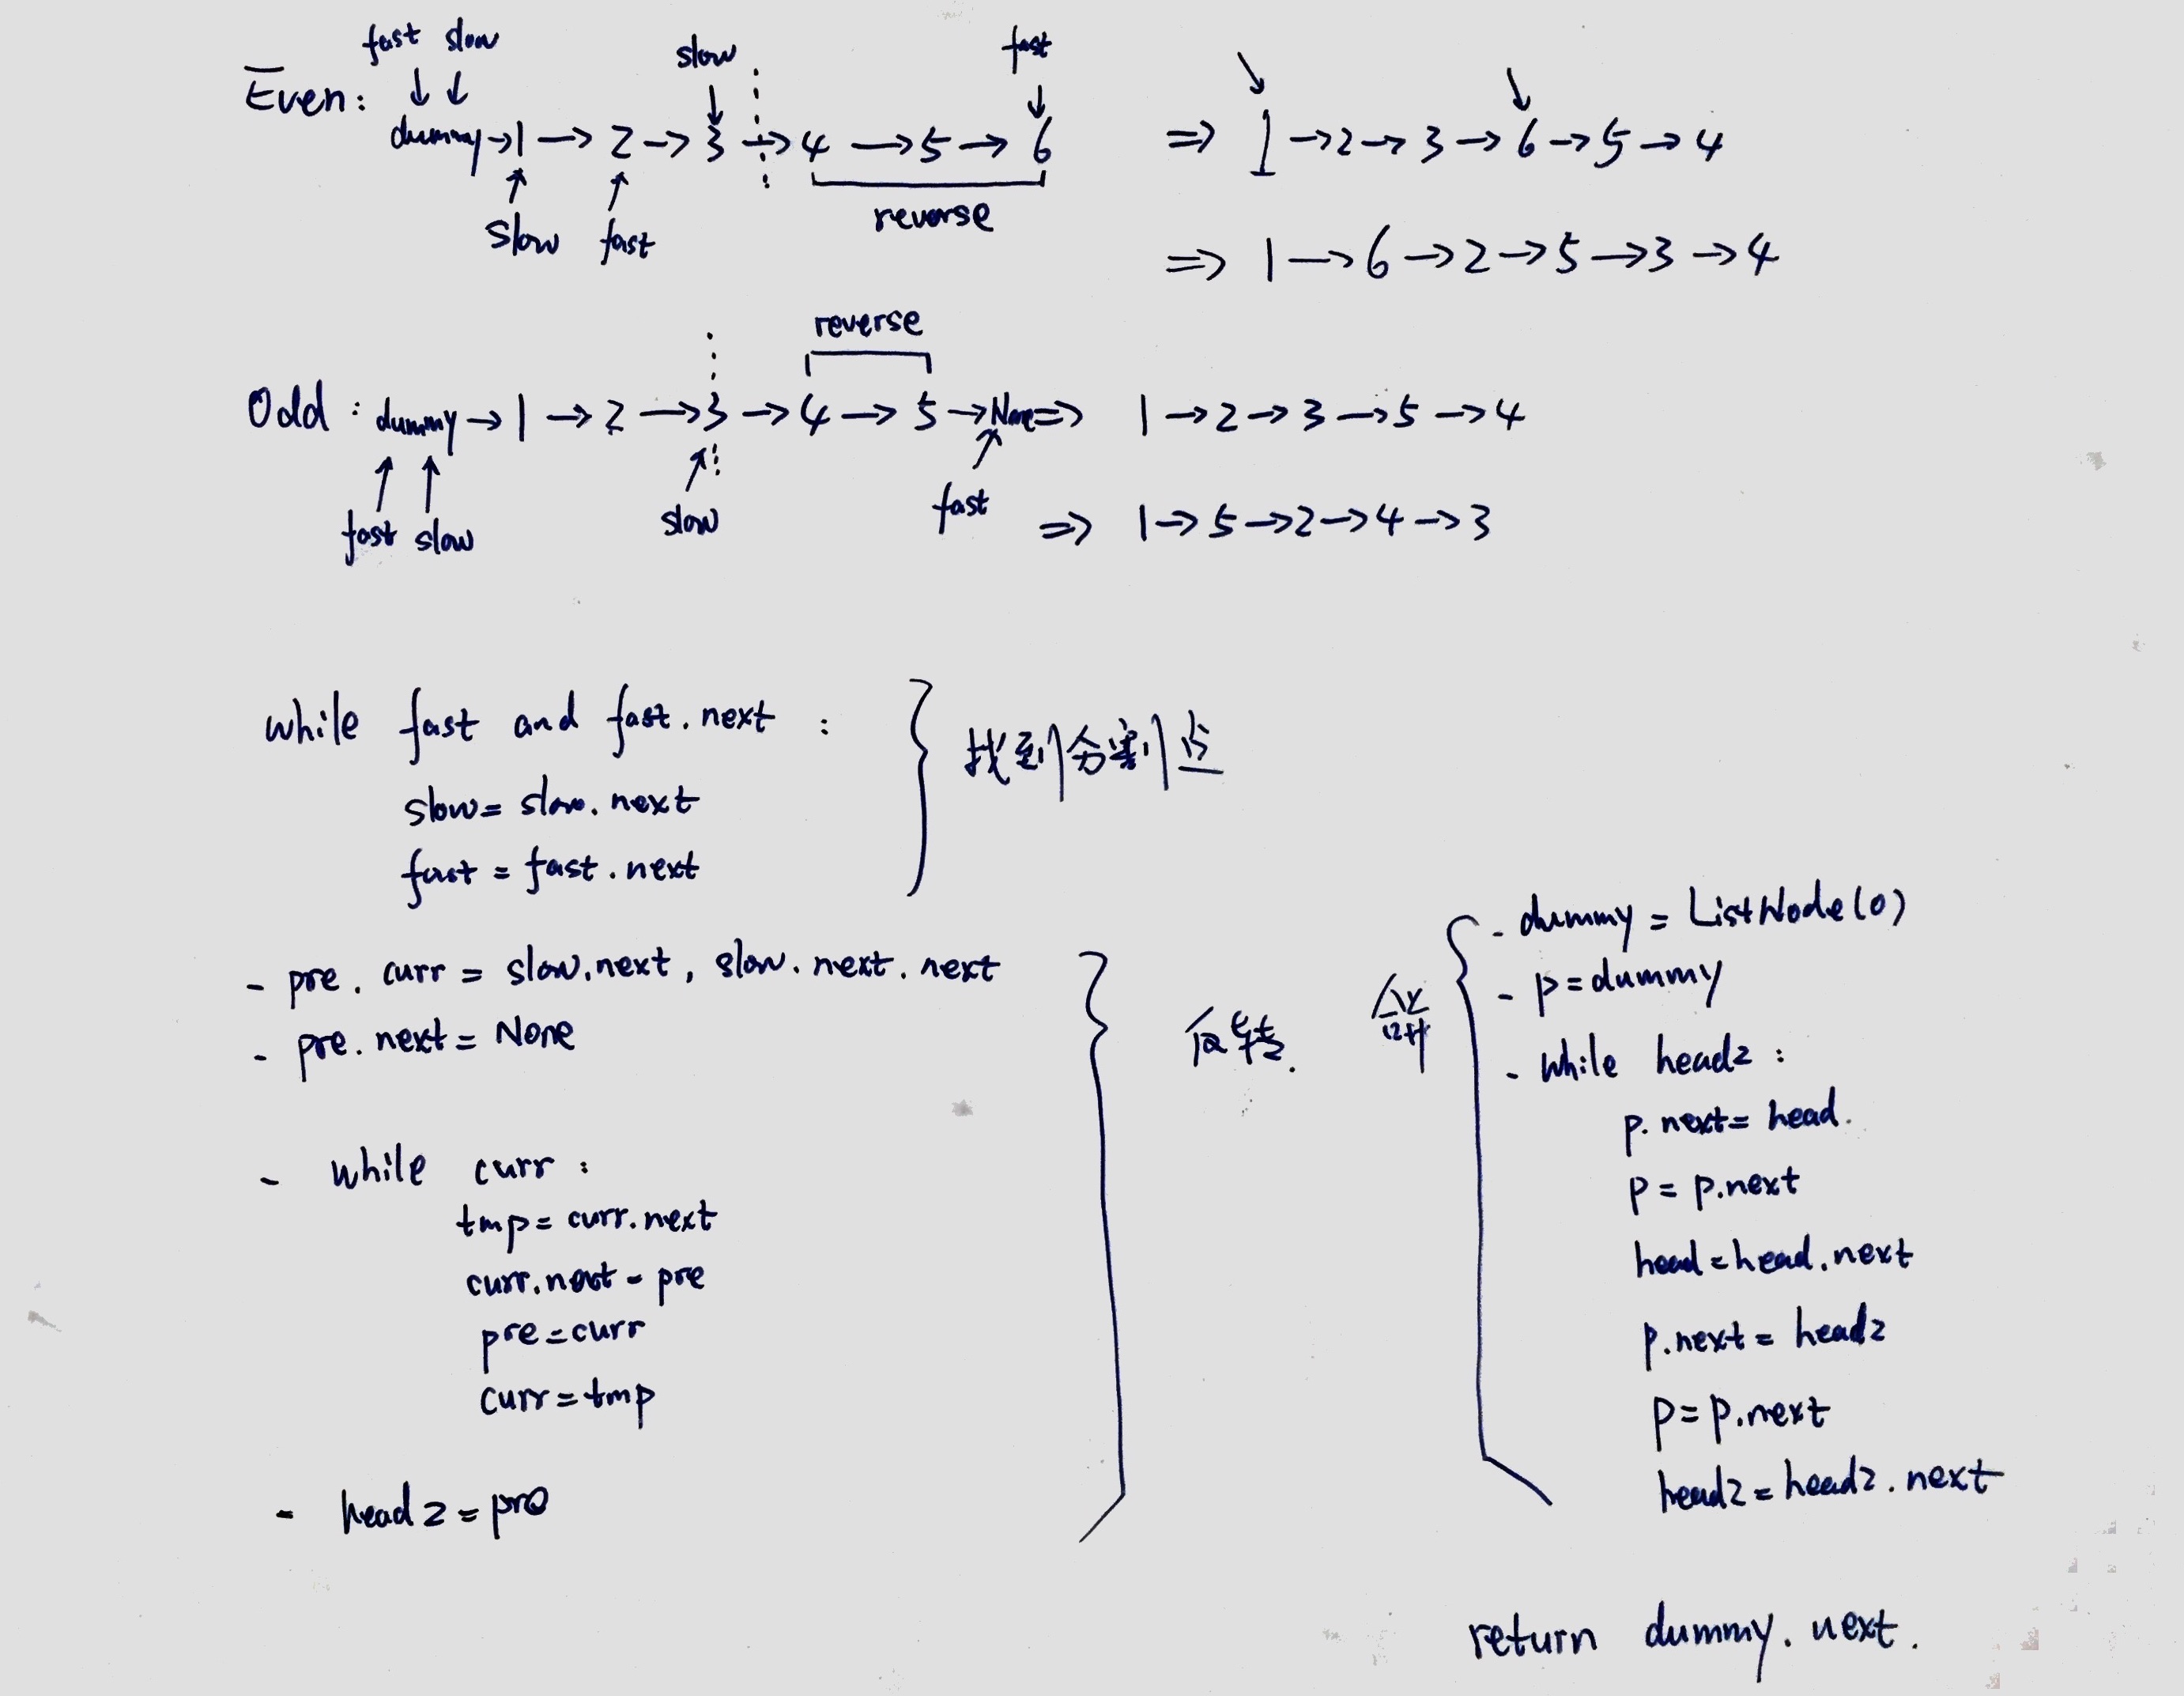 fast slow slow fast
Even: dummy→1→2→3→4→5→6 ⇒ 1→2→3→6→5→4
slow fast reverse
⇒ 1→6→2→5→3→4
reverse
Odd: dummy→1→2→3→4→5→None⇒ 1→2→3→5→4
fast slow slow fast ⇒ 1→5→2→4→3
while fast and fast.next :
slow = slow.next
fast = fast.next
找到分割点
- pre. curr = slow.next, slow.next.next
- pre.next = None
- while curr :
tmp = curr.next
curr.next = pre
pre = curr
curr = tmp
- head2 = pre
反转.
- dummy = ListNode(0)
- p = dummy
- while head2 :
p.next = head.
p = p.next
head = head.next
p.next = head2
p = p.next
head2 = head2.next
return dummy.next.